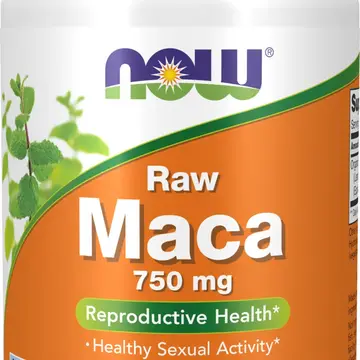 now
Raw
Maca
750 mg
Reproductive Health*
• Healthy Sexual Activity*